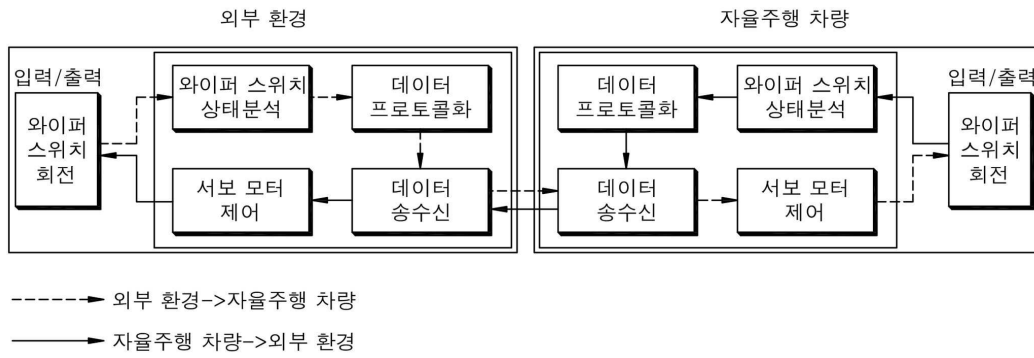 외부 환경
자율주행 차량
입력/출력
와이퍼
스위치
회전
와이퍼 스위치
상태분석
데이터
프로토콜화
서보 모터
제어
데이터
송수신
데이터
프로토콜화
와이퍼 스위치
상태분석
데이터
송수신
서보 모터
제어
입력/출력
와이퍼
스위치
회전
외부 환경->자율주행 차량
자율주행 차량->외부 환경